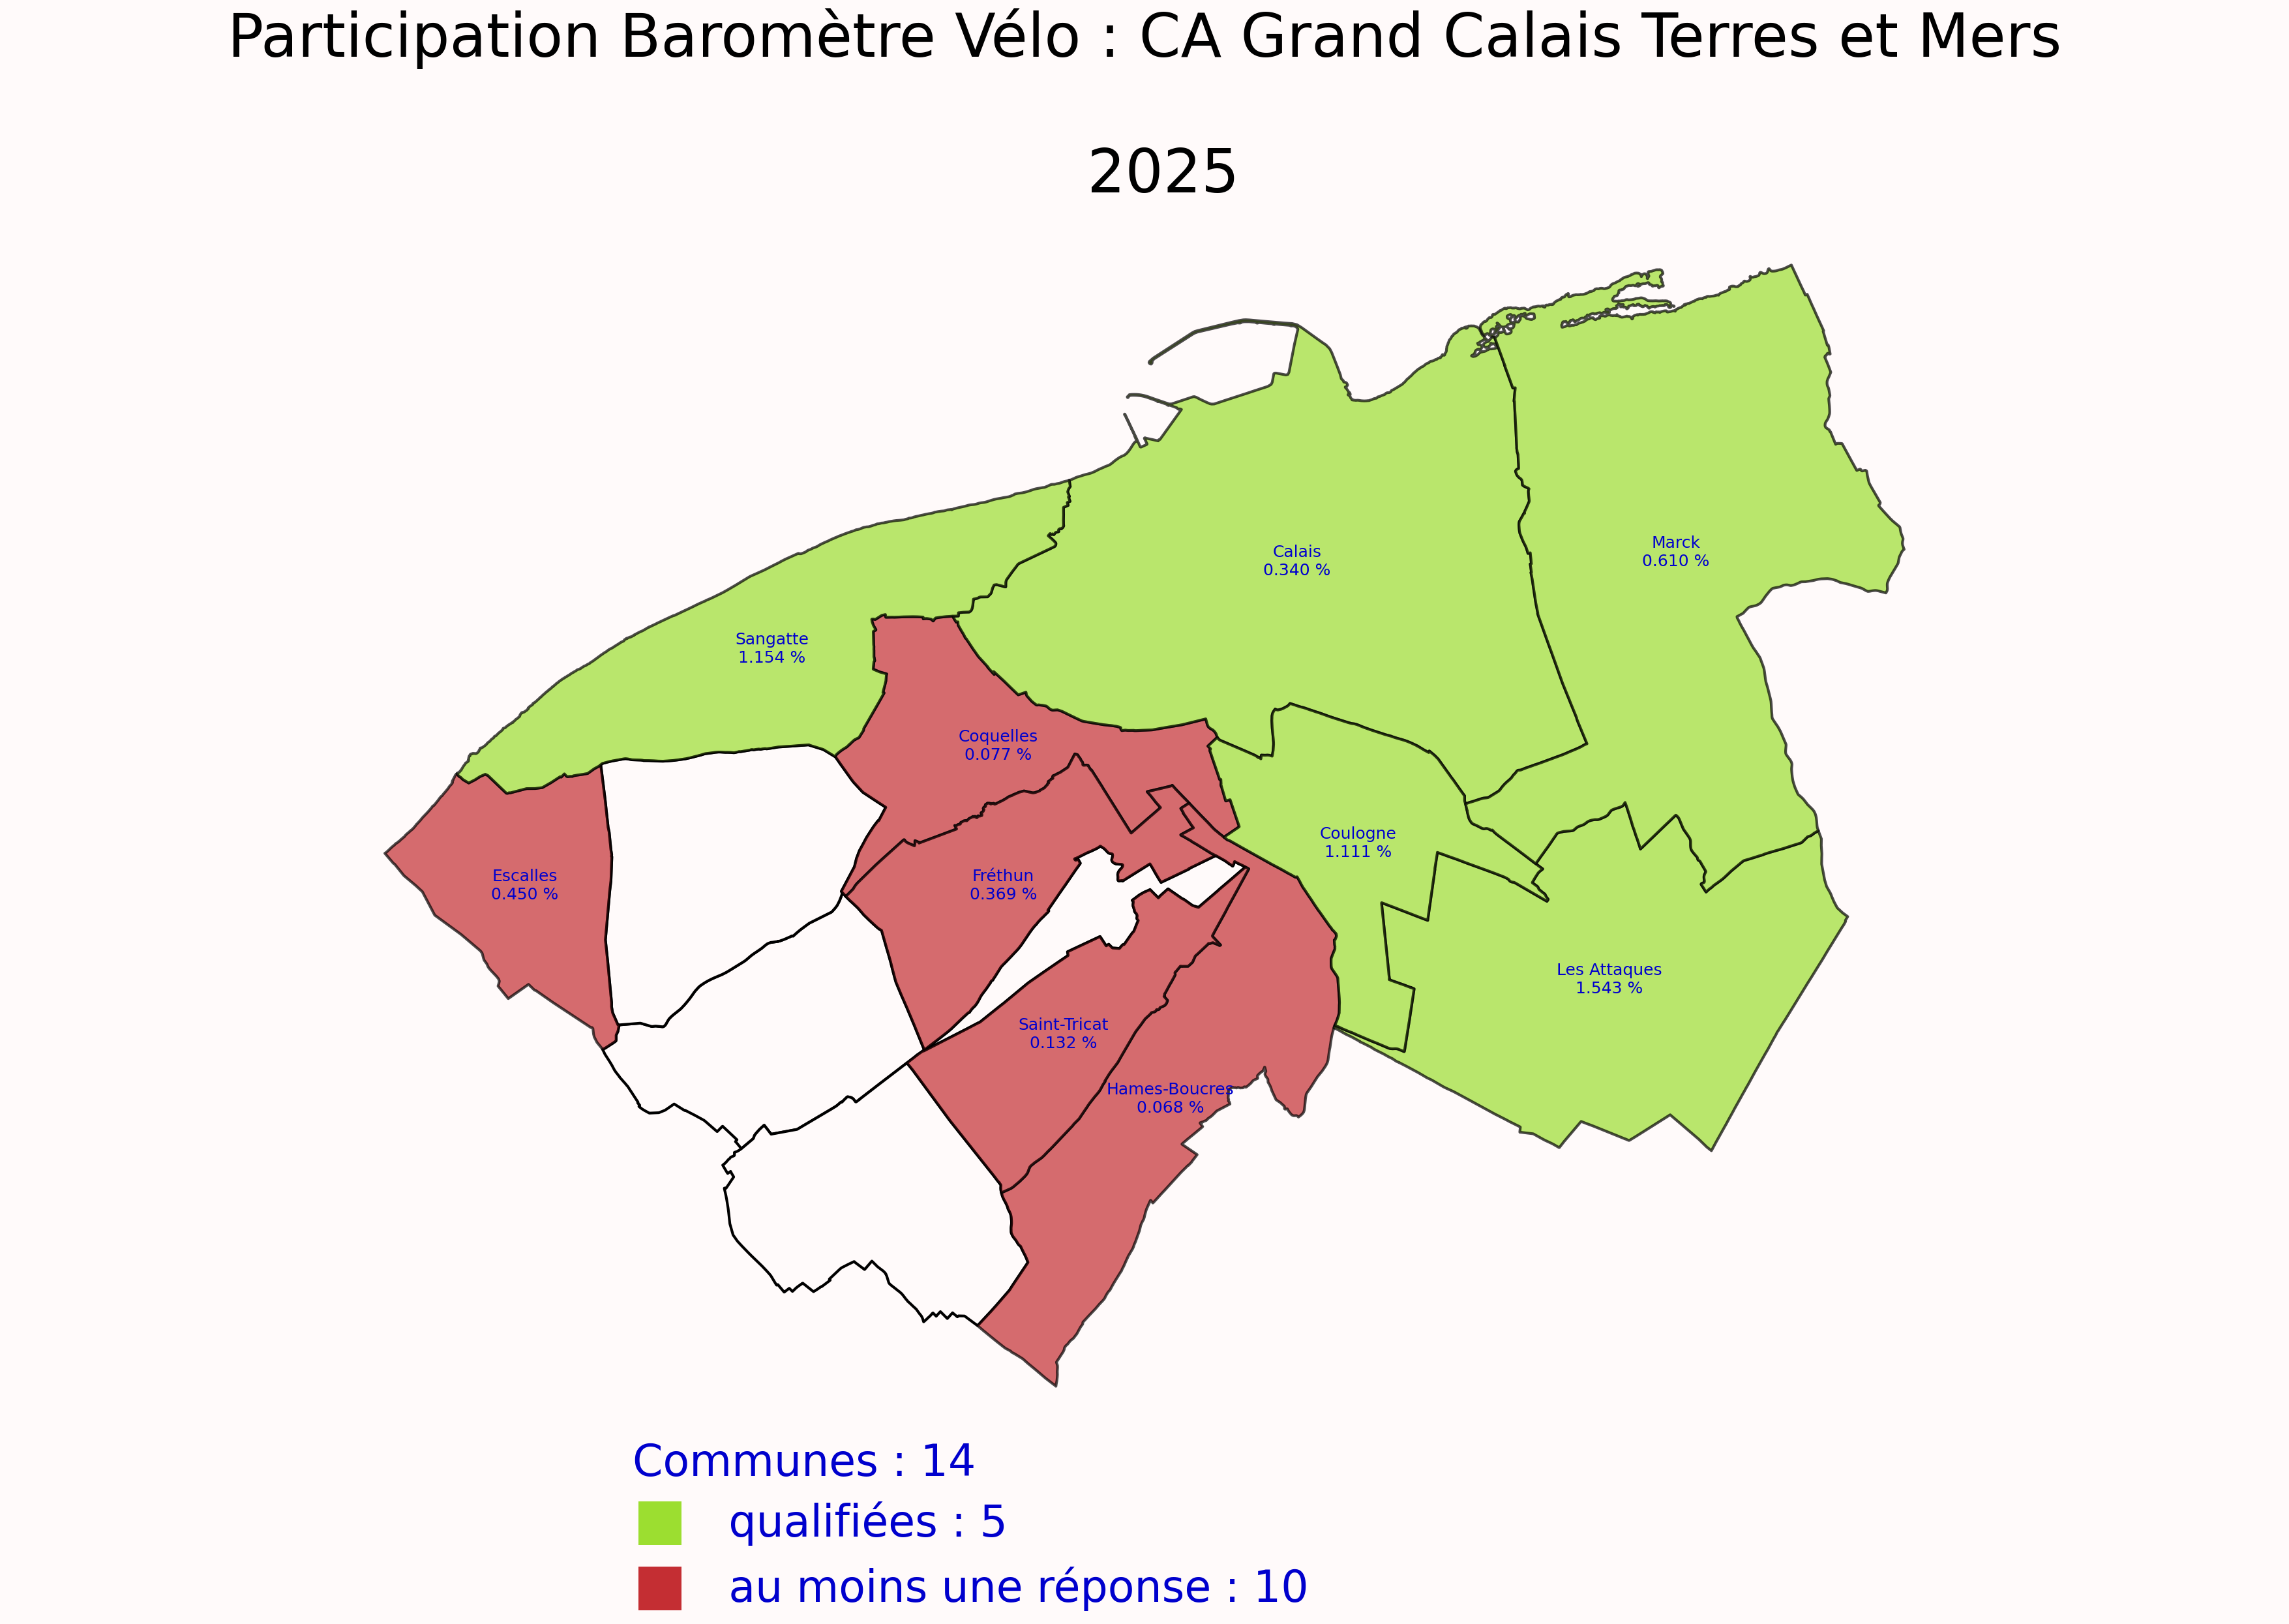 Participation Baromètre Vélo : CA Grand Calais Terres et Mers
2025
Calais
0.340 %
Marck
0.610 %
Sangatte
1.154 %
Coquelles
0.077 %
Coulogne
1.111 %
Escalles
0.450 %
Fréthun
0.369 %
Les Attaques
1.543 %
Saint-Tricat
0.132 %
Hames-Boucres
0.068 %
Communes : 14
qualifiées : 5
au moins une réponse : 10